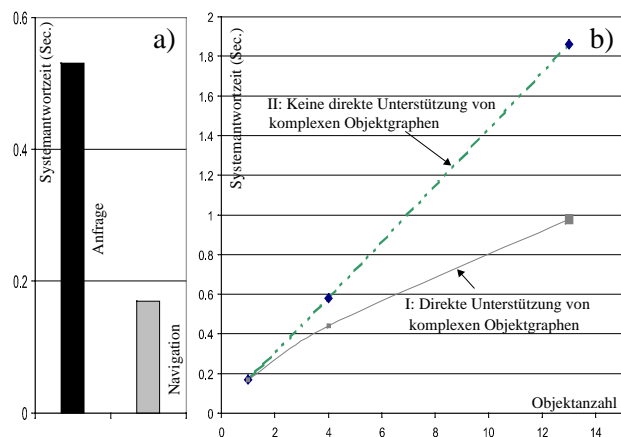 a)
Systemantwortzeit (Sec.)
0.6
0.4
0.2
0
Anfrage
Navigation
b)
Systemantwortzeit (Sec.)
2
1.8
1.6
1.4
1.2
1
0.8
0.6
0.4
0,2
0
II: Keine direkte Unterstützung von
komplexen Objektgraphen
I: Direkte Unterstützung von
komplexen Objektgraphen
Objektanzahl
0
2
4
6
8
10
12
14